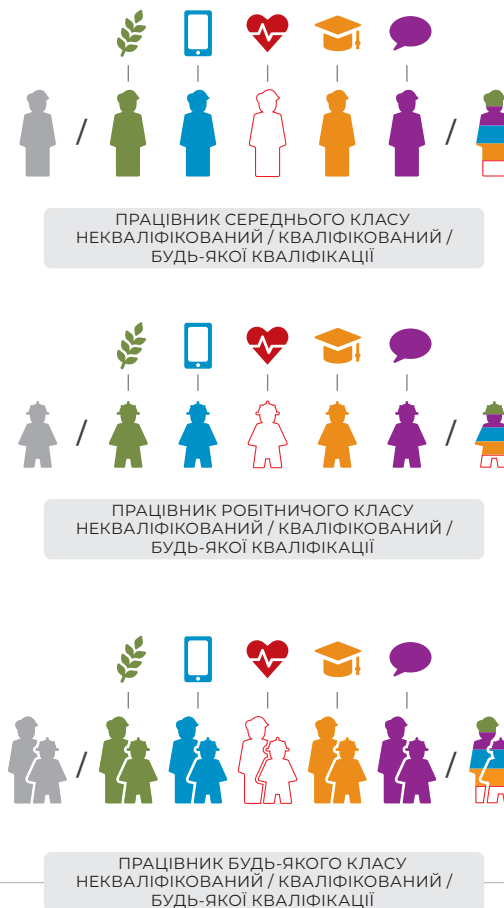 /
/
ПРАЦІВНИК СЕРЕДНЬОГО КЛАСУ
НЕКВАЛІФІКОВАНИЙ / КВАЛІФІКОВАНИЙ /
БУДЬ-ЯКОЇ КВАЛІФІКАЦІЇ
/
/
ПРАЦІВНИК РОБІТНИЧОГО КЛАСУ
НЕКВАЛІФІКОВАНИЙ / КВАЛІФІКОВАНИЙ /
БУДЬ-ЯКОЇ КВАЛІФІКАЦІЇ
/
/
ПРАЦІВНИК БУДЬ-ЯКОГО КЛАСУ
НЕКВАЛІФІКОВАНИЙ / КВАЛІФІКОВАНИЙ /
БУДЬ-ЯКОЇ КВАЛІФІКАЦІЇ